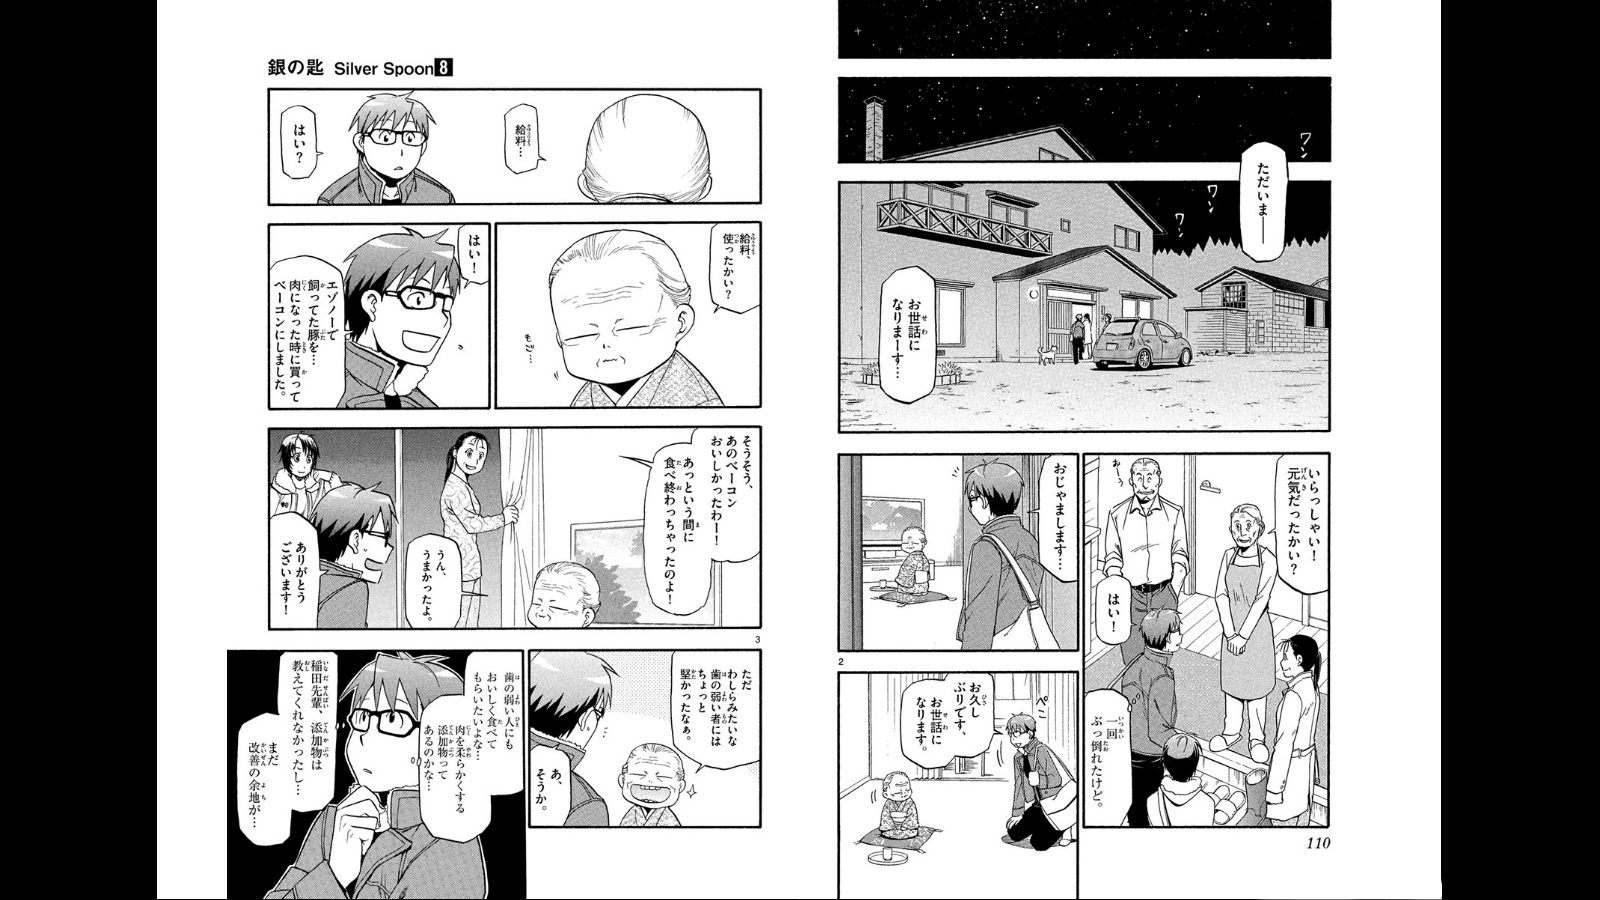 ワン
ただいまー
ワン
ワン
お世話に
なりまーす…
いらっしゃい！
元気だったかい？
はい！
一回
ぶっ倒れたけど。
おじゃまします…
お久し
ぶりです、
お世話に
なります。
ペこ
2
110
銀の匙 Silver Spoon 8
給料…
はい？
給料、
使ったかい？
はい！
エゾノーで
飼ってた豚を…
肉になった時に買って
ベーコンにしました。
そうそう、
あのベーコン
おいしかったわー！
あっという間に
食べ終わっちゃったのよ！
うん、
うまかったよ。
ありがとう
ございます！
3
ただ
わしらみたいな
歯の弱い者には
ちょっと
堅かったなぁ。
あ、
そうか。
歯の弱い人にも
おいしく食べて
もらいたいよな…
肉を柔らかくする
添加物って
あるのかな…
稲田先輩、添加物は
教えてくれなかったし…
まだ
改善の余地が…